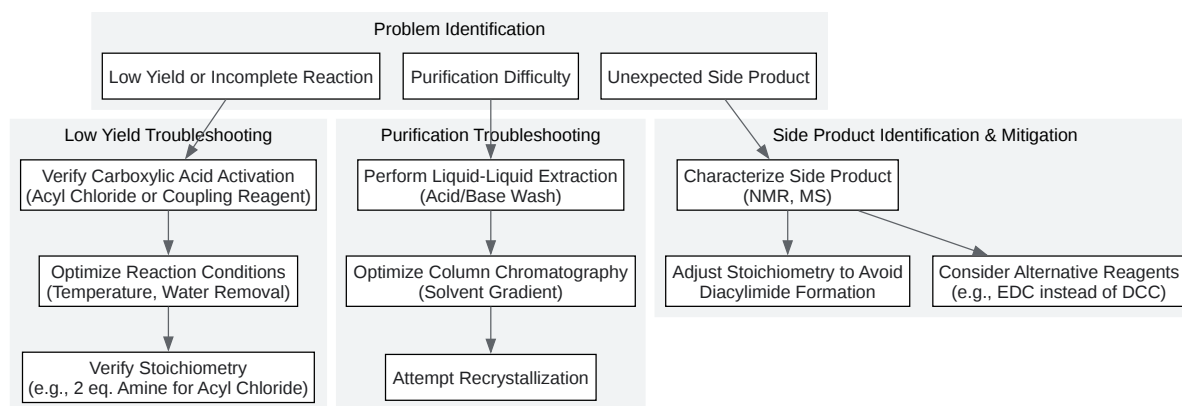 Problem Identification
Low Yield or Incomplete Reaction
Purification Difficulty
Unexpected Side Product
Low Yield Troubleshooting
Verify Carboxylic Acid Activation
(Acyl Chloride or Coupling Reagent)
Optimize Reaction Conditions
(Temperature, Water Removal)
Verify Stoichiometry
(e.g., 2 eq. Amine for Acyl Chloride)
Purification Troubleshooting
Perform Liquid-Liquid Extraction
(Acid/Base Wash)
Optimize Column Chromatography
(Solvent Gradient)
Attempt Recrystallization
Side Product Identification & Mitigation
Characterize Side Product
(NMR, MS)
Adjust Stoichiometry to Avoid
Diacylimide Formation
Consider Alternative Reagents
(e.g., EDC instead of DCC)